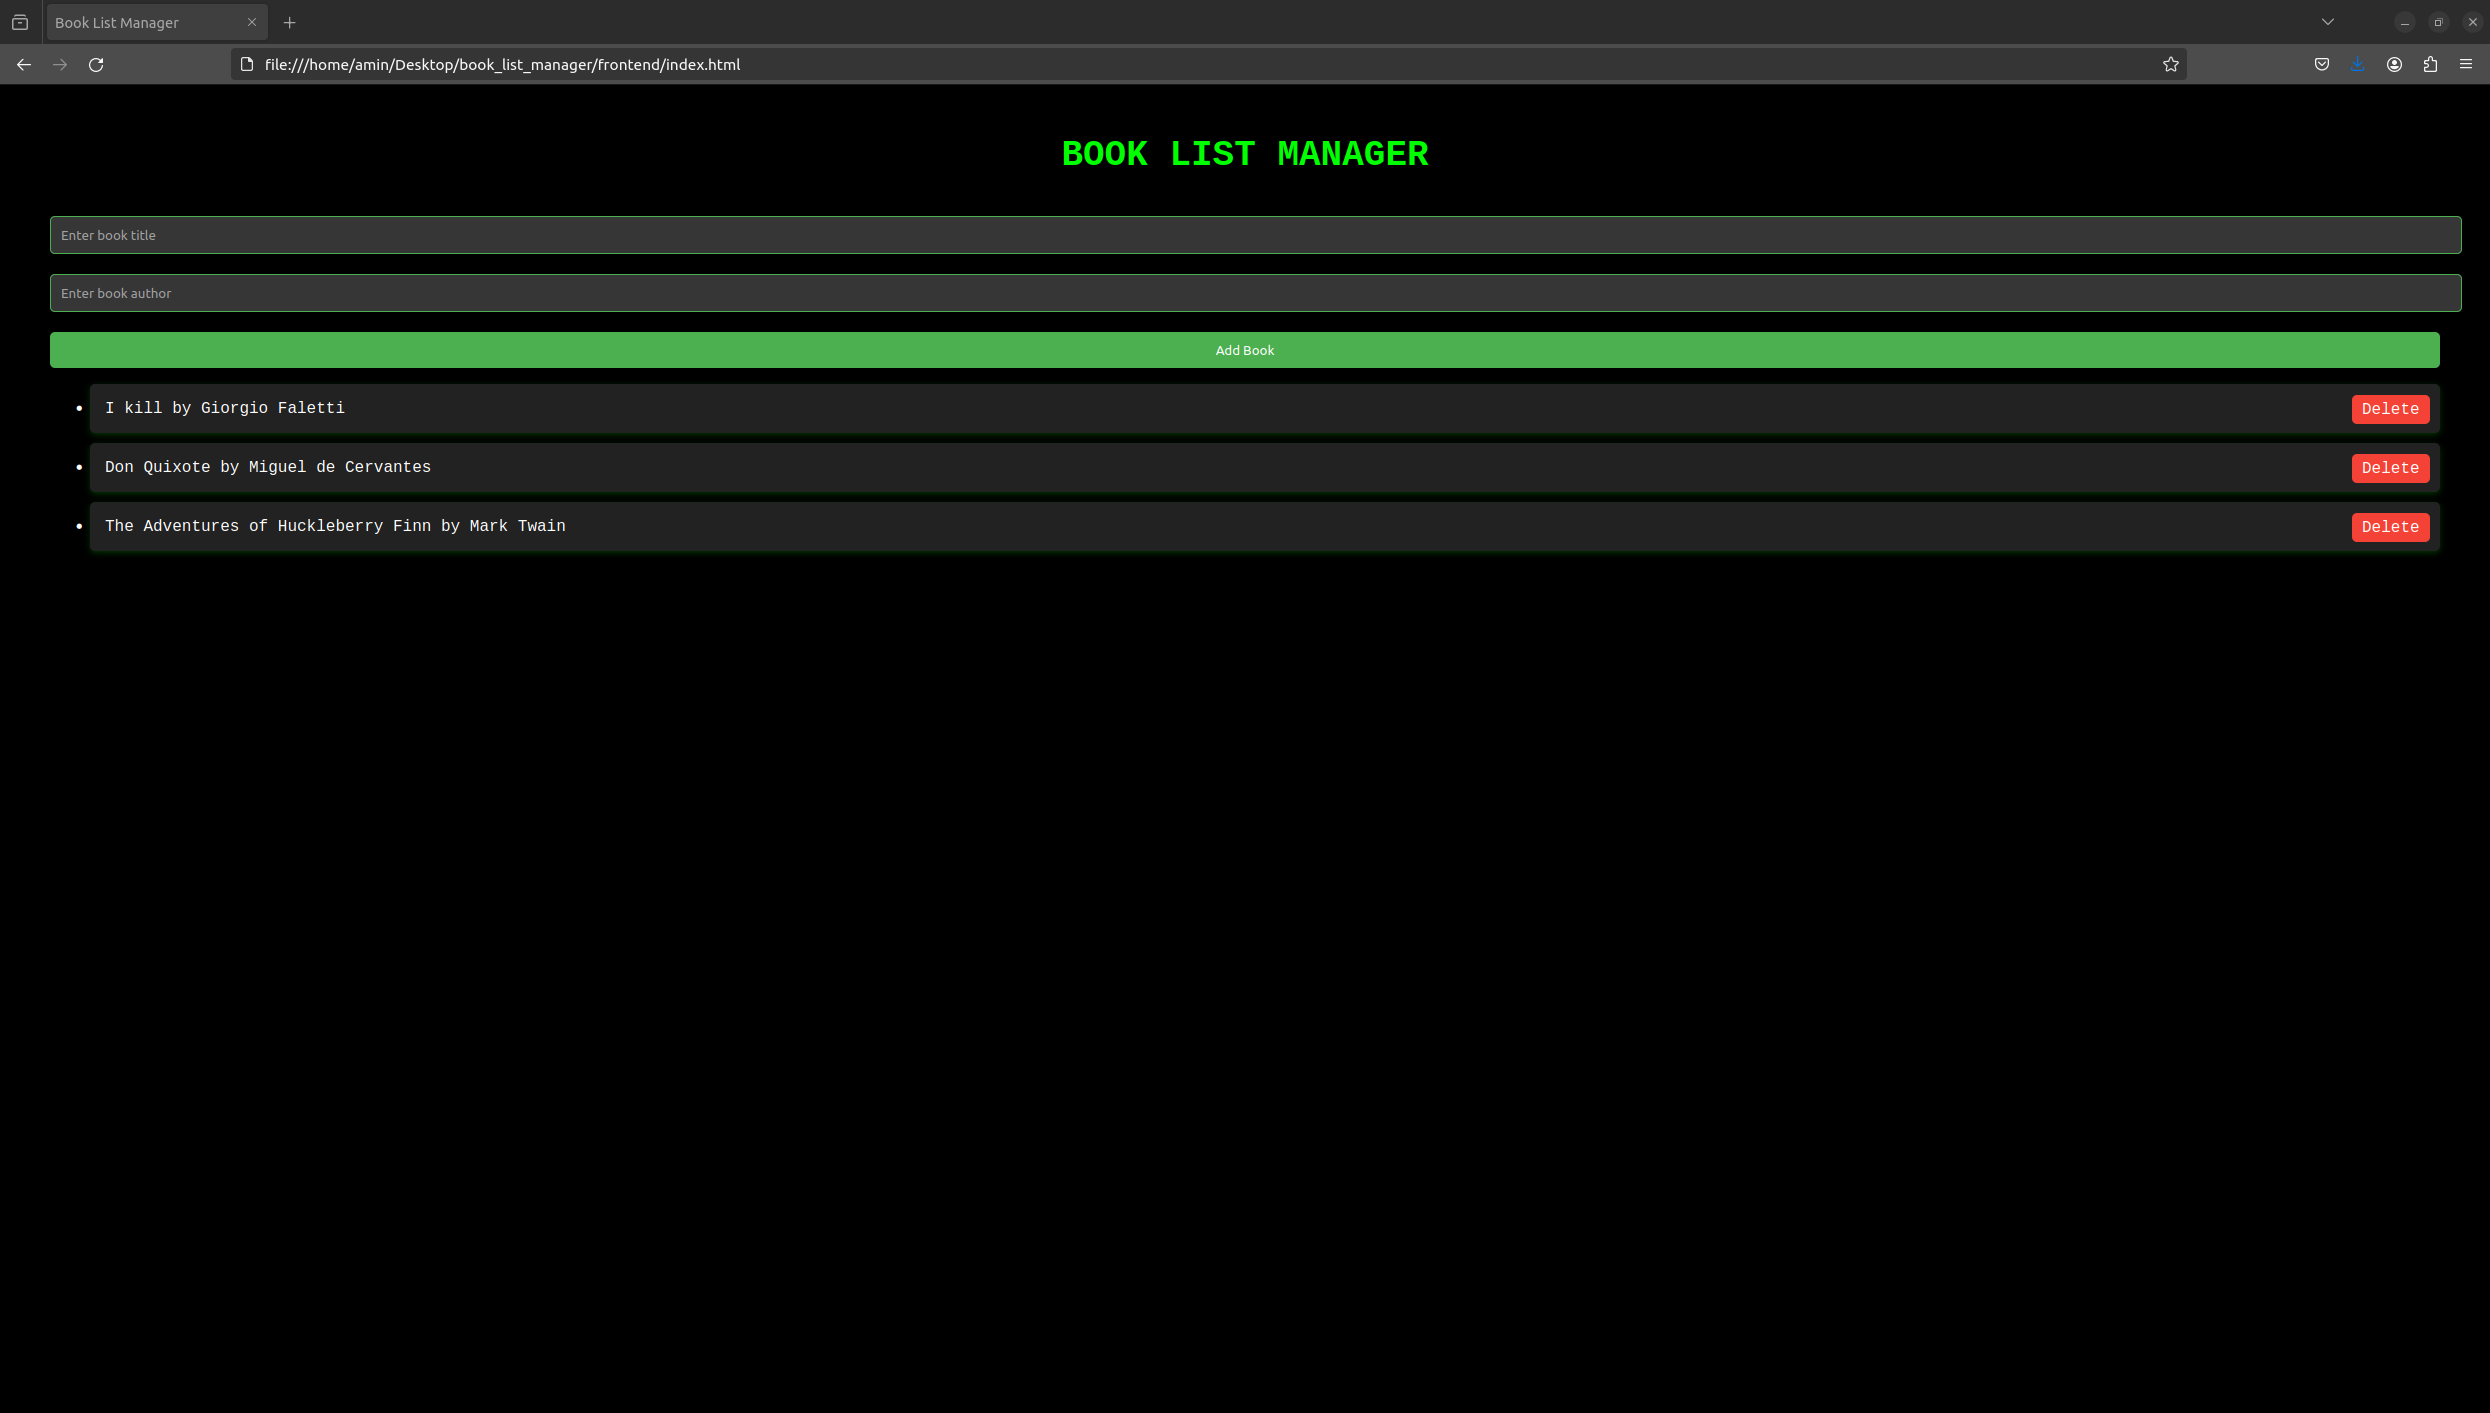 Book List Manager
file:///home/amin/Desktop/book_list_manager/frontend/index.html
BOOK LIST MANAGER
Enter book title
Enter book author
Add Book
I kill by Giorgio Faletti Delete
Don Quixote by Miguel de Cervantes Delete
The Adventures of Huckleberry Finn by Mark Twain Delete